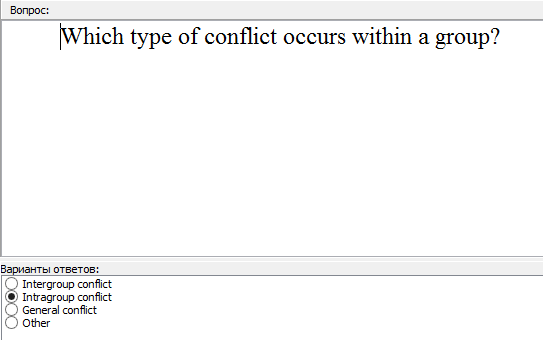 Вопрос:
Which type of conflict occurs within a group?
Варианты ответов:
Intergroup conflict
Intragroup conflict
General conflict
Other